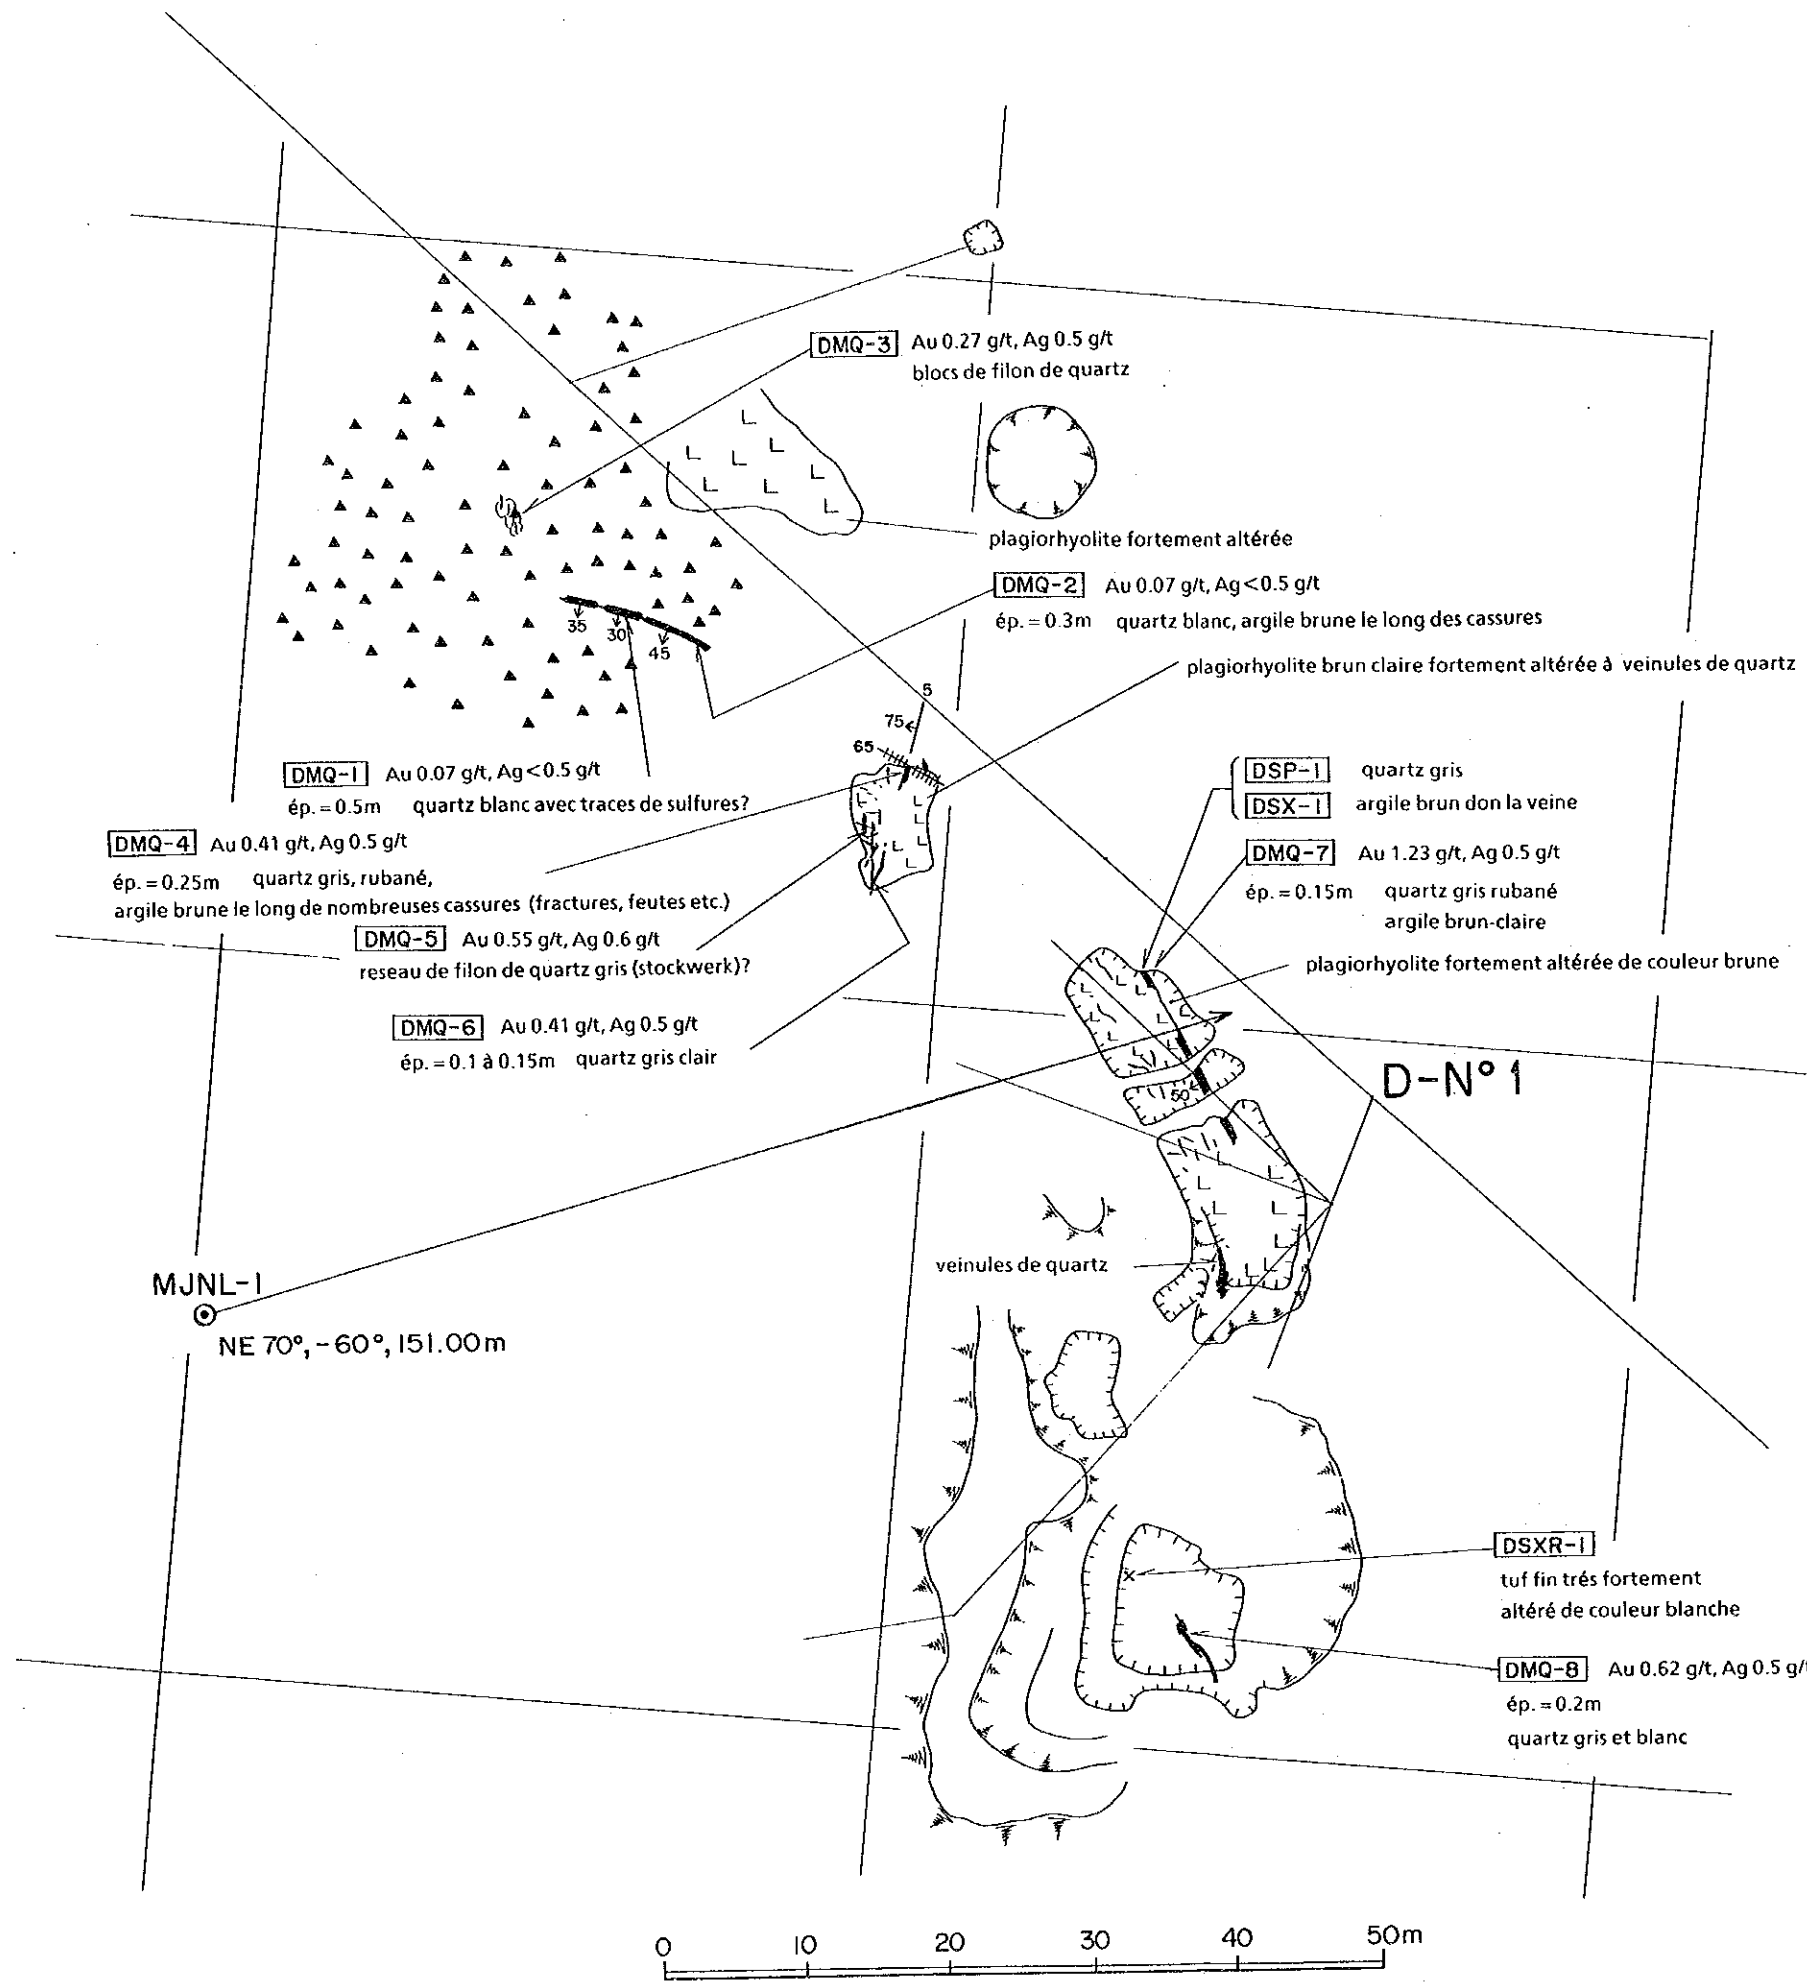 DMQ-3 Au 0.27 g/t, Ag 0.5 g/t
blocs de filon de quartz
plagiorhyolite fortement altérée
DMQ-2 Au 0.07 g/t, Ag<0.5 g/t
ép. = 0.3m quartz blanc, argile brune le long des cassures
35
30
45
plagiorhyolite brun claire fortement altérée à veinules de quartz
5
75
65
DMQ-1 Au 0.07 g/t, Ag<0.5 g/t
ép. = 0.5m quartz blanc avec traces de sulfures?
DSP-1 quartz gris
DSX-1 argile brun don la veine
DMQ-4 Au 0.41 g/t, Ag 0.5 g/t
ép. = 0.25m quartz gris, rubané,
argile brune le long de nombreuses cassures (fractures, feutes etc.)
DMQ-7 Au 1.23 g/t, Ag 0.5 g/t
ép. = 0.15m quartz gris rubané
argile brun-claire
DMQ-5 Au 0.55 g/t, Ag 0.6 g/t
reseau de filon de quartz gris (stockwerk)?
plagiorhyolite fortement altérée de couleur brune
DMQ-6 Au 0.41 g/t, Ag 0.5 g/t
ép. = 0.1 à 0.15m quartz gris clair
50
D-N° 1
veinules de quartz
MJNL-1
NE 70°, -60°, 151.00m
DSXR-1
tuf fin trés fortement
altéré de couleur blanche
DMQ-8 Au 0.62 g/t, Ag 0.5 g/
ép. = 0.2m
quartz gris et blanc
0 10 20 30 40 50m